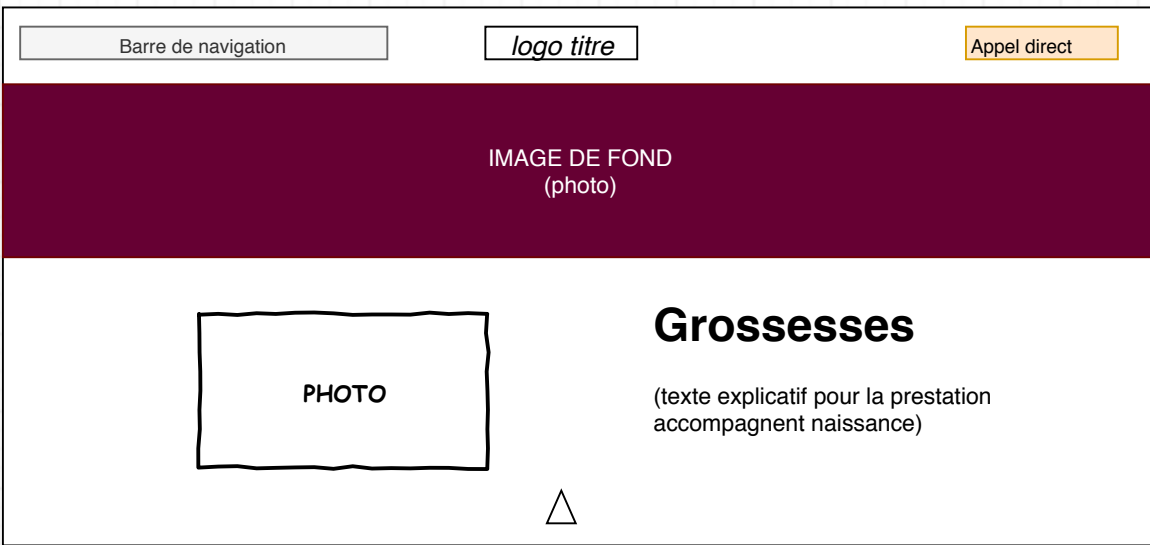 Barre de navigation
logo titre
Appel direct
IMAGE DE FOND
(photo)
PHOTO
Grossesses
(texte explicatif pour la prestation
accompagnent naissance)